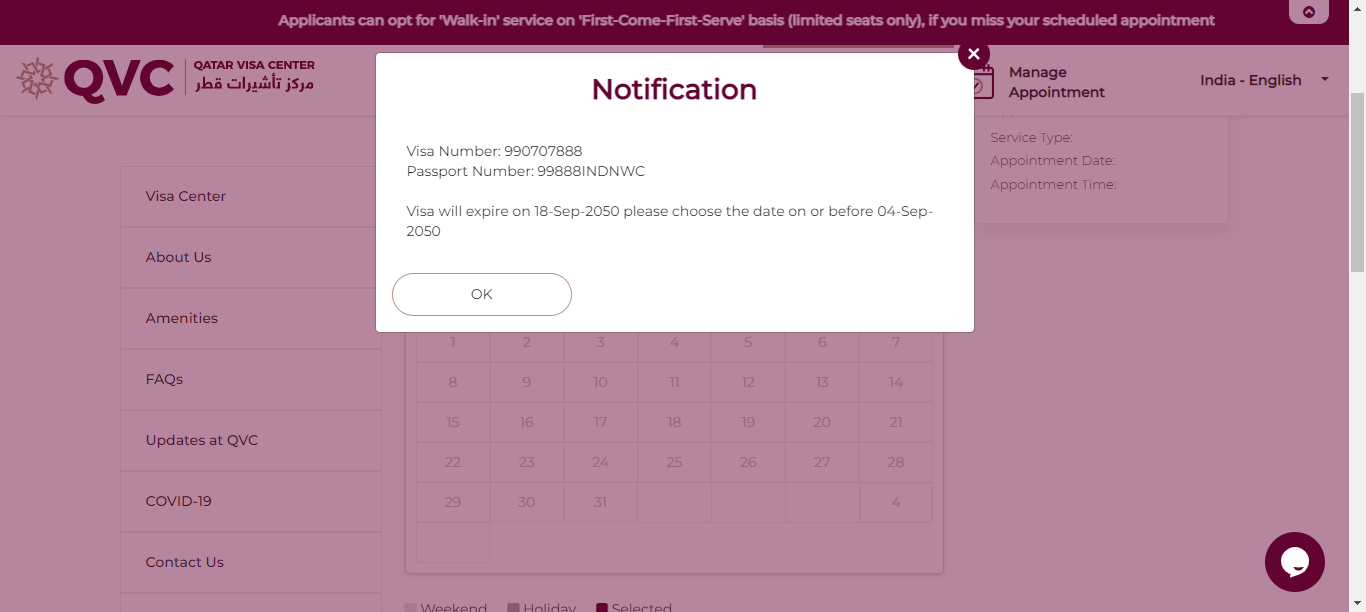 Applicants can opt for 'Walk-in' service on 'First-Come-First-Serve' basis (limited seats only), if you miss your scheduled appointment
QVC
QATAR VISA CENTER
مركز تأشيرات قطر
Manage
Appointment
India - English
Notification
Visa Number: 990707888
Passport Number: 99888INDNWC
Visa will expire on 18-Sep-2050 please choose the date on or before 04-Sep-
2050
OK
Service Type:
Appointment Date:
Appointment Time:
Visa Center
About Us
Amenities
FAQs
Updates at QVC
COVID-19
Contact Us
1 2 3 4 5 6 7
8 9 10 11 12 13 14
15 16 17 18 19 20 21
22 23 24 25 26 27 28
29 30 31 4
Weekend Holiday Selected